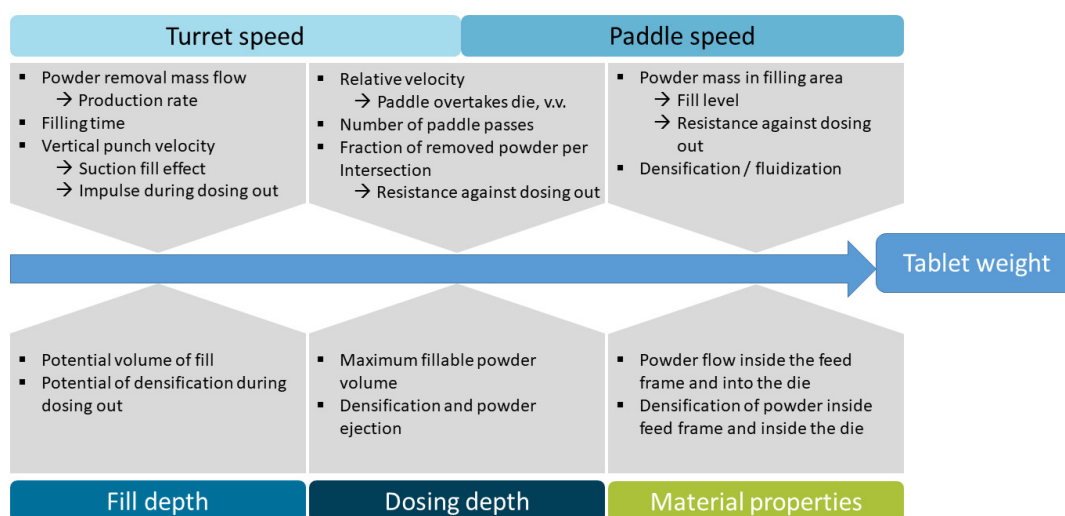 Turret speed
Paddle speed
▪ Powder removal mass flow
→ Production rate
▪ Filling time
▪ Vertical punch velocity
→ Suction fill effect
→ Impulse during dosing out
▪ Relative velocity
→ Paddle overtakes die, v.v.
▪ Number of paddle passes
▪ Fraction of removed powder per
Intersection
→ Resistance against dosing out
▪ Powder mass in filling area
→ Fill level
→ Resistance against dosing
out
▪ Densification / fluidization
Tablet weight
▪ Potential volume of fill
▪ Potential of densification during
dosing out
▪ Maximum fillable powder
volume
▪ Densification and powder
ejection
▪ Powder flow inside the feed
frame and into the die
▪ Densification of powder inside
feed frame and inside the die
Fill depth
Dosing depth
Material properties